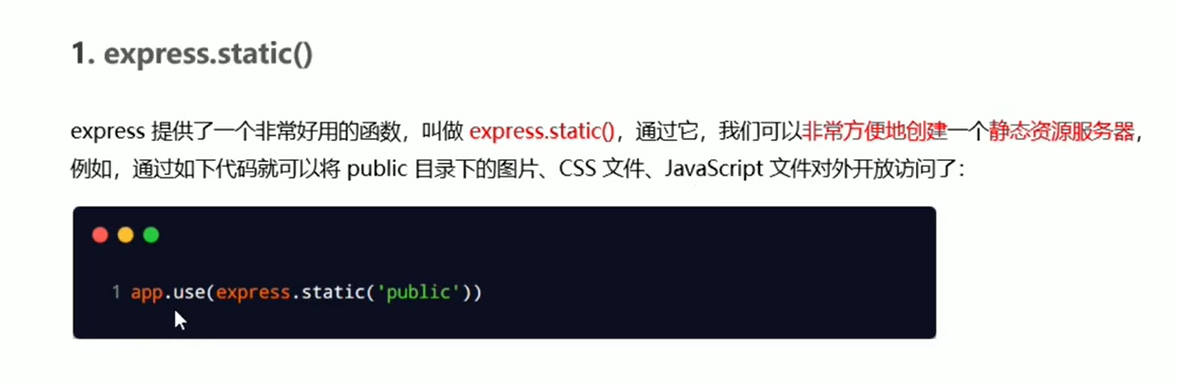 1. express.static()
express 提供了一个非常好用的函数，叫做 express.static()，通过它，我们可以非常方便地创建一个静态资源服务器，
例如，通过如下代码就可以将 public 目录下的图片、CSS 文件、JavaScript 文件对外开放访问了：
1 app.use(express.static('public'))